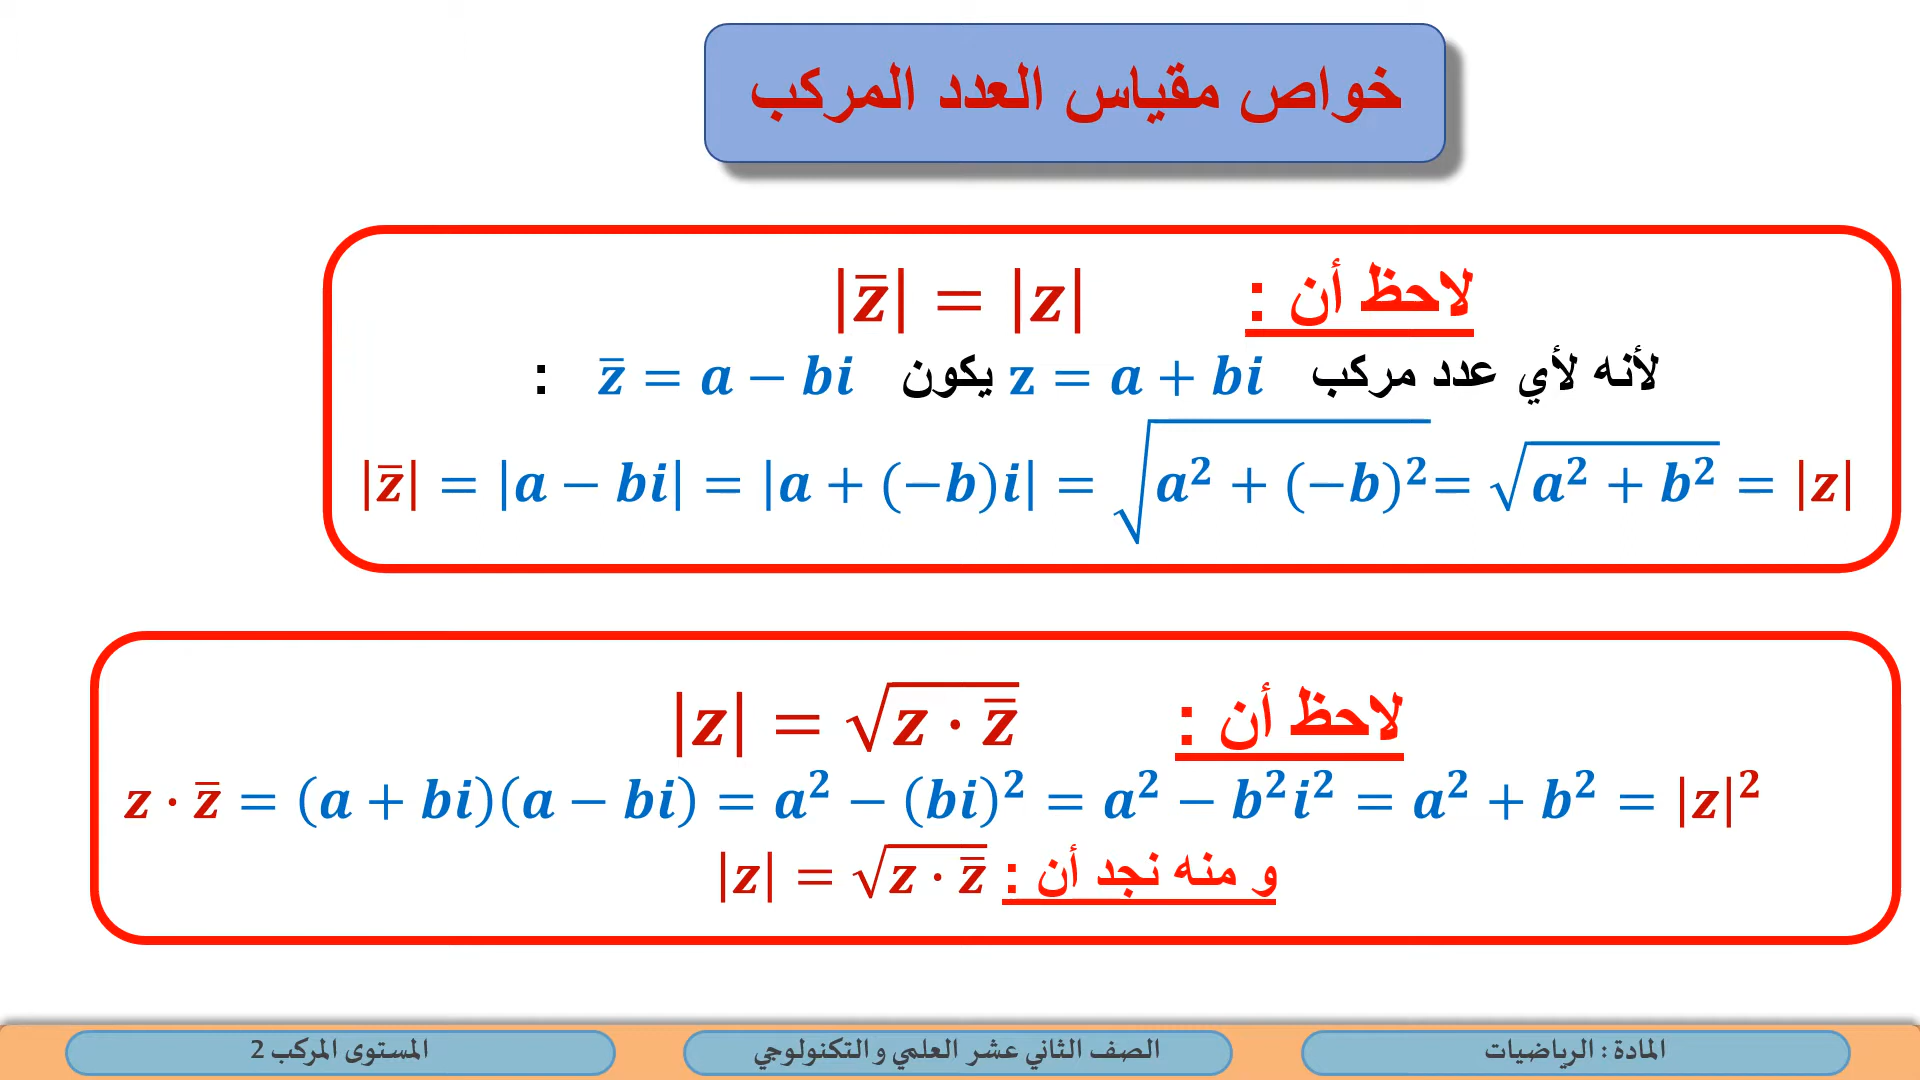 خواص مقياس العدد المركب
لاحظ أن : |z̅| = |z|
لأنه لأي عدد مركب z = a + bi يكون z̅ = a − bi :
|z̅| = |a − bi| = |a + (−b)i| = √(a² + (−b)²) = √(a² + b²) = |z|
لاحظ أن : |z| = √(z · z̅)
z · z̅ = (a + bi)(a − bi) = a² − (bi)² = a² − b²i² = a² + b² = |z|²
و منه نجد أن : |z| = √(z · z̅)
المادة : الرياضيات
الصف الثاني عشر العلمي و التكنولوجي
المستوى المركب 2